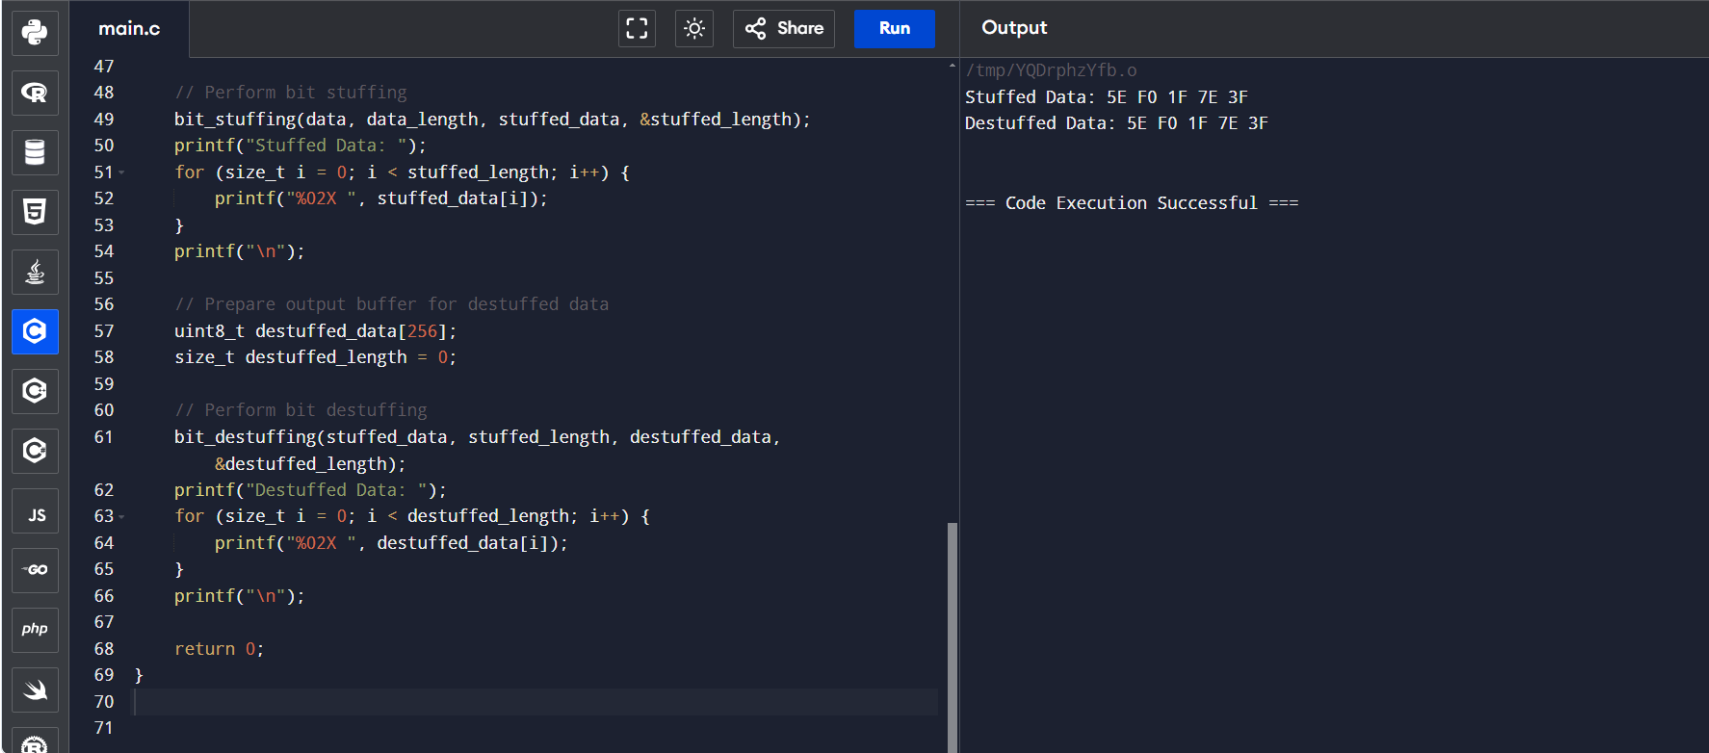 main.c
Share
Run
Output
47
48 // Perform bit stuffing
49 bit_stuffing(data, data_length, stuffed_data, &stuffed_length);
50 printf("Stuffed Data: ");
51 for (size_t i = 0; i < stuffed_length; i++) {
52 printf("%02X ", stuffed_data[i]);
53 }
54 printf("\n");
55
56 // Prepare output buffer for destuffed data
57 uint8_t destuffed_data[256];
58 size_t destuffed_length = 0;
59
60 // Perform bit destuffing
61 bit_destuffing(stuffed_data, stuffed_length, destuffed_data,
&destuffed_length);
62 printf("Destuffed Data: ");
63 for (size_t i = 0; i < destuffed_length; i++) {
64 printf("%02X ", destuffed_data[i]);
65 }
66 printf("\n");
67
68 return 0;
69 }
70
71
/tmp/YQDrphzYfb.o
Stuffed Data: 5E F0 1F 7E 3F
Destuffed Data: 5E F0 1F 7E 3F
=== Code Execution Successful ===
R
5
C
C
C
JS
GO
php
R